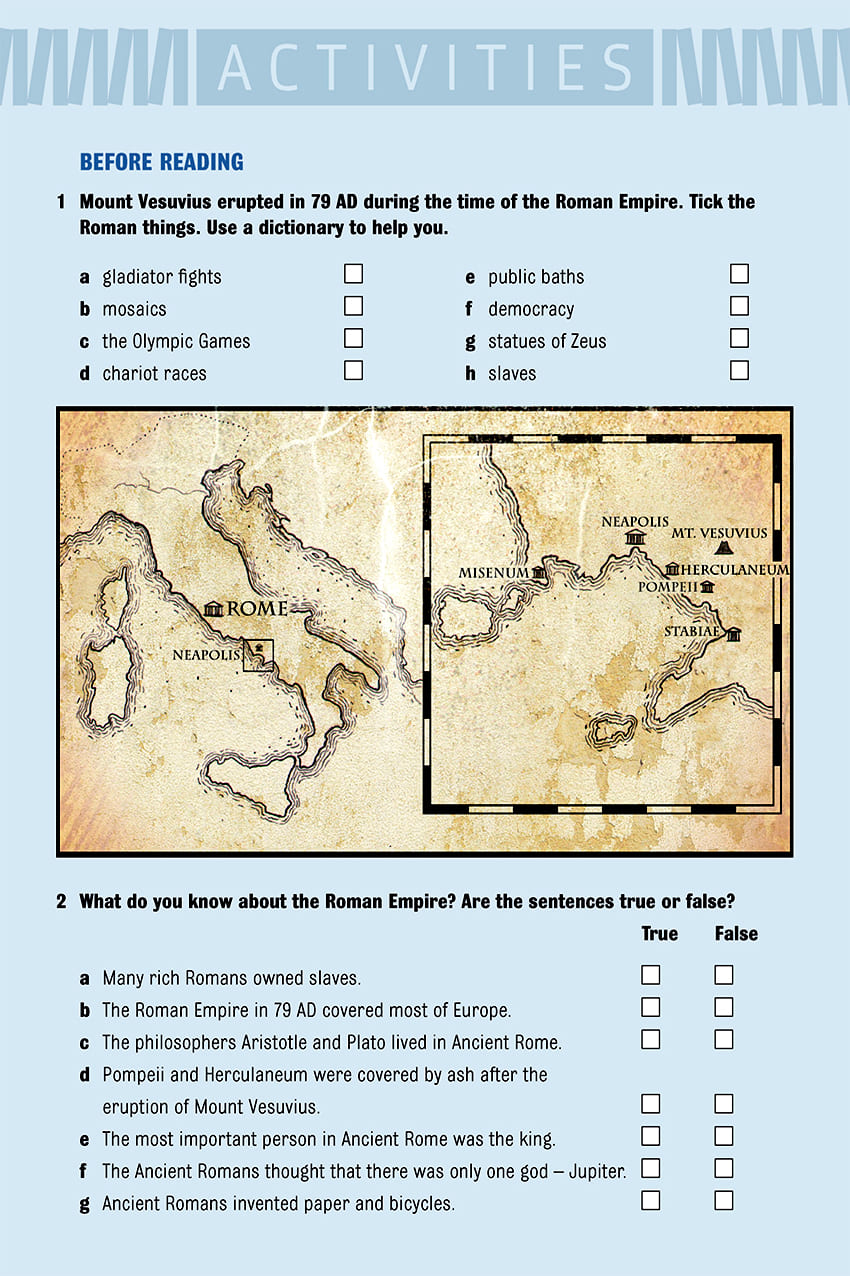 ACTIVITIES
BEFORE READING
1 Mount Vesuvius erupted in 79 AD during the time of the Roman Empire. Tick the
Roman things. Use a dictionary to help you.
a gladiator fights
b mosaics
c the Olympic Games
d chariot races
e public baths
f democracy
g statues of Zeus
h slaves
ROME
NEAPOLIS
NEAPOLIS
MT. VESUVIUS
MISENUM
HERCULANEUM
POMPEII
STABIAE
2 What do you know about the Roman Empire? Are the sentences true or false?
True False
a Many rich Romans owned slaves.
b The Roman Empire in 79 AD covered most of Europe.
c The philosophers Aristotle and Plato lived in Ancient Rome.
d Pompeii and Herculaneum were covered by ash after the
eruption of Mount Vesuvius.
e The most important person in Ancient Rome was the king.
f The Ancient Romans thought that there was only one god – Jupiter.
g Ancient Romans invented paper and bicycles.